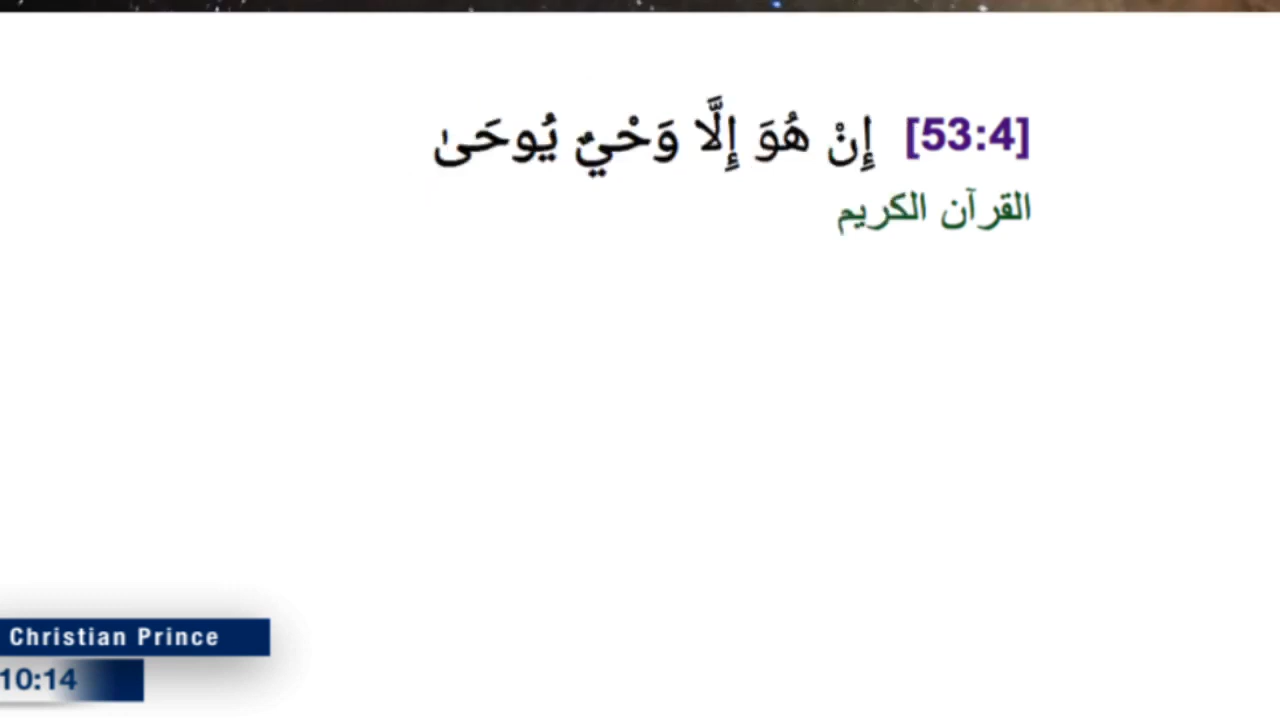 [53:4] إِنْ هُوَ إِلَّا وَحْيٌ يُوحَىٰ
القرآن الكريم
Christian Prince
10:14